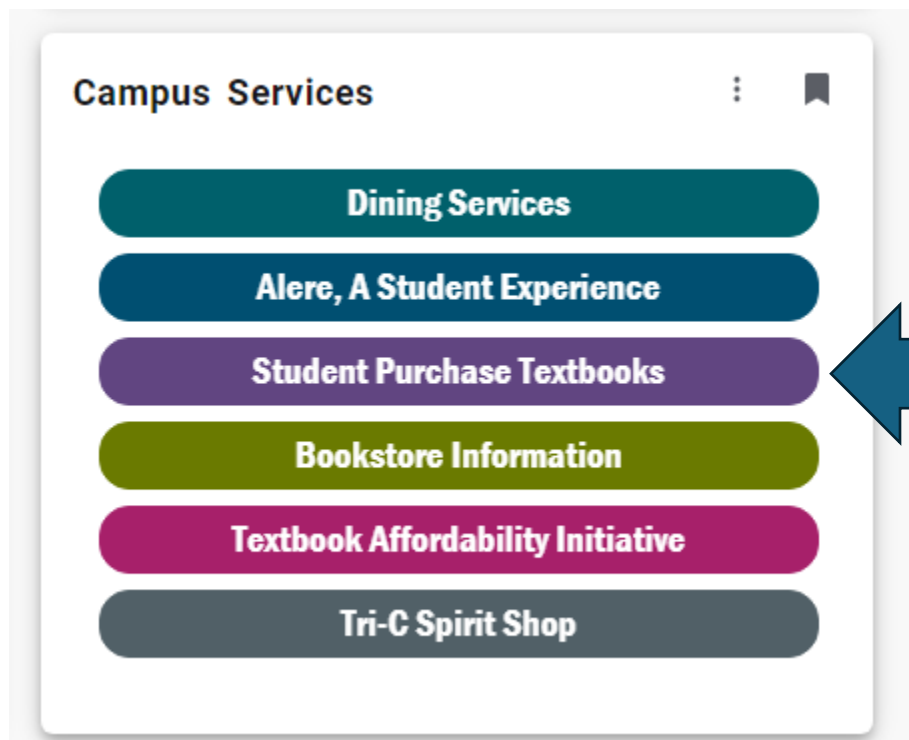 Campus Services
Dining Services
Alere, A Student Experience
Student Purchase Textbooks
Bookstore Information
Textbook Affordability Initiative
Tri-C Spirit Shop